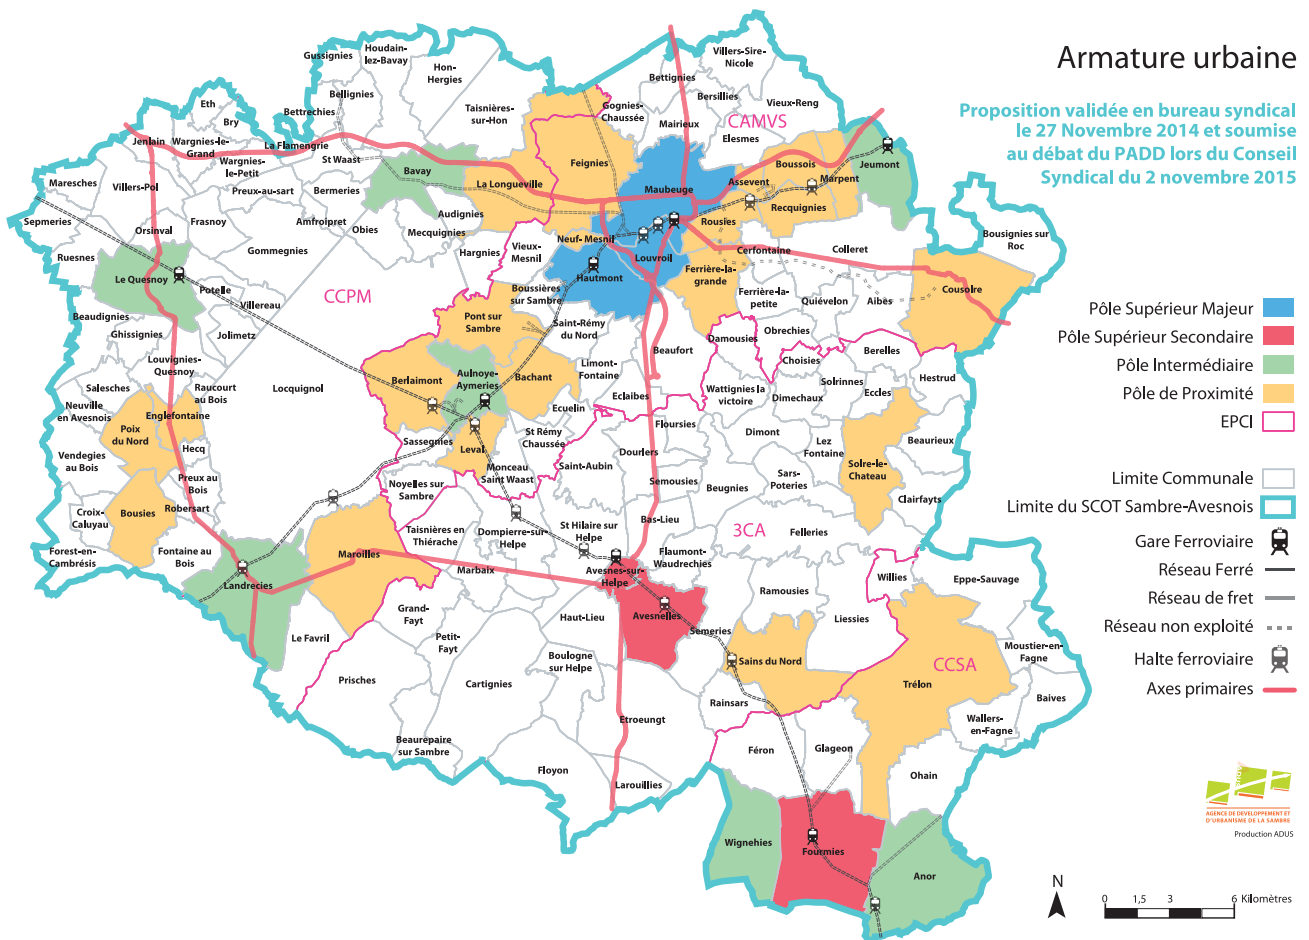 Armature urbaine
Proposition validée en bureau syndical
le 27 Novembre 2014 et soumise
au débat du PADD lors du Conseil
Syndical du 2 novembre 2015
Pôle Supérieur Majeur
Pôle Supérieur Secondaire
Pôle Intermédiaire
Pôle de Proximité
EPCI
Limite Communale
Limite du SCOT Sambre-Avesnois
Gare Ferroviaire
Réseau Ferré
Réseau de fret
Réseau non exploité
Halte ferroviaire
Axes primaires
AGENCE DE DEVELOPPEMENT ET
D'URBANISME DE LA SAMBRE
Production ADUS
N
0 1,5 3 6 Kilomètres
Gussignies
Houdain-
lez-Bavay
Hon-
Hergies
Bellignies
Bettrechies
Taisnières-
sur-Hon
Eth
Bry
Jenlain
Wargnies-le-
Grand
Wargnies-
le-Petit
La Flamengrie
St Waast
Bavay
Maresches
Villers-Pol
Preux-au-sart
Bermeries
Sepmeries
Orsinval
Frasnoy
Amfroipret
Obies
Mecquignies
Audignies
La Longueville
Feignies
Gognies-
Chaussée
Bettignies
Villers-Sire-
Nicole
Bersillies
Vieux-Reng
Mairieux
CAMVS
Elesmes
Boussois
Jeumont
Marpent
Maubeuge
Assevent
Recquignies
Rousies
Ruesnes
Gommegnies
Hargnies
Vieux-
Mesnil
Neuf- Mesnil
Louvroil
Hautmont
Ferrière-la-
grande
Cerfontaine
Colleret
Bousignies sur
Roc
Cousolre
Le Quesnoy
Potelle
Villereau
CCPM
Boussières
sur Sambre
Ferrière-la-
petite
Quiévelon
Aibes
Beaudignies
Ghissignies
Jolimetz
Pont sur
Sambre
Saint-Rémy
du Nord
Damousies
Obrechies
Choisies
Berelles
Hestrud
Louvignies-
Quesnoy
Salesches
Raucourt
au Bois
Locquignol
Berlaimont
Aulnoye-
Aymeries
Bachant
Limont-
Fontaine
Beaufort
Eclaibes
Wattignies la
victoire
Solrinnes
Dimechaux
Eccles
Neuville
en Avesnois
Englefontaine
Poix
du Nord
Hecq
Vendegies
au Bois
Preux au
Bois
Ecuelin
Sassegnies
Leval
St Rémy
Chaussée
Floursies
Dourlers
Dimont
Lez
Fontaine
Beaurieux
Monceau
Saint Waast
Saint-Aubin
Semousies
Beugnies
Sars-
Poteries
Solre-le-
Chateau
Clairfayts
Croix-
Caluyau
Bousies
Robersart
Noyelles sur
Sambre
Forest-en-
Cambrésis
Fontaine au
Bois
Landrecies
Maroilles
Taisnières en
Thiérache
Dompierre-sur-
Helpe
St Hilaire sur
Helpe
Bas-Lieu
3CA
Felleries
Flaumont-
Waudrechies
Marbaix
Avesnes-sur-
Helpe
Avesnelles
Ramousies
Willies
Eppe-Sauvage
Liessies
Le Favril
Grand-
Fayt
Petit-
Fayt
Haut-Lieu
Semeries
Sains du Nord
CCSA
Moustier-en-
Fagne
Prisches
Cartignies
Boulogne
sur Helpe
Trélon
Baives
Rainsars
Etroeungt
Wallers-
en-Fagne
Beaurepaire
sur Sambre
Floyon
Larouillies
Féron
Glageon
Ohain
Wignehies
Fourmies
Anor